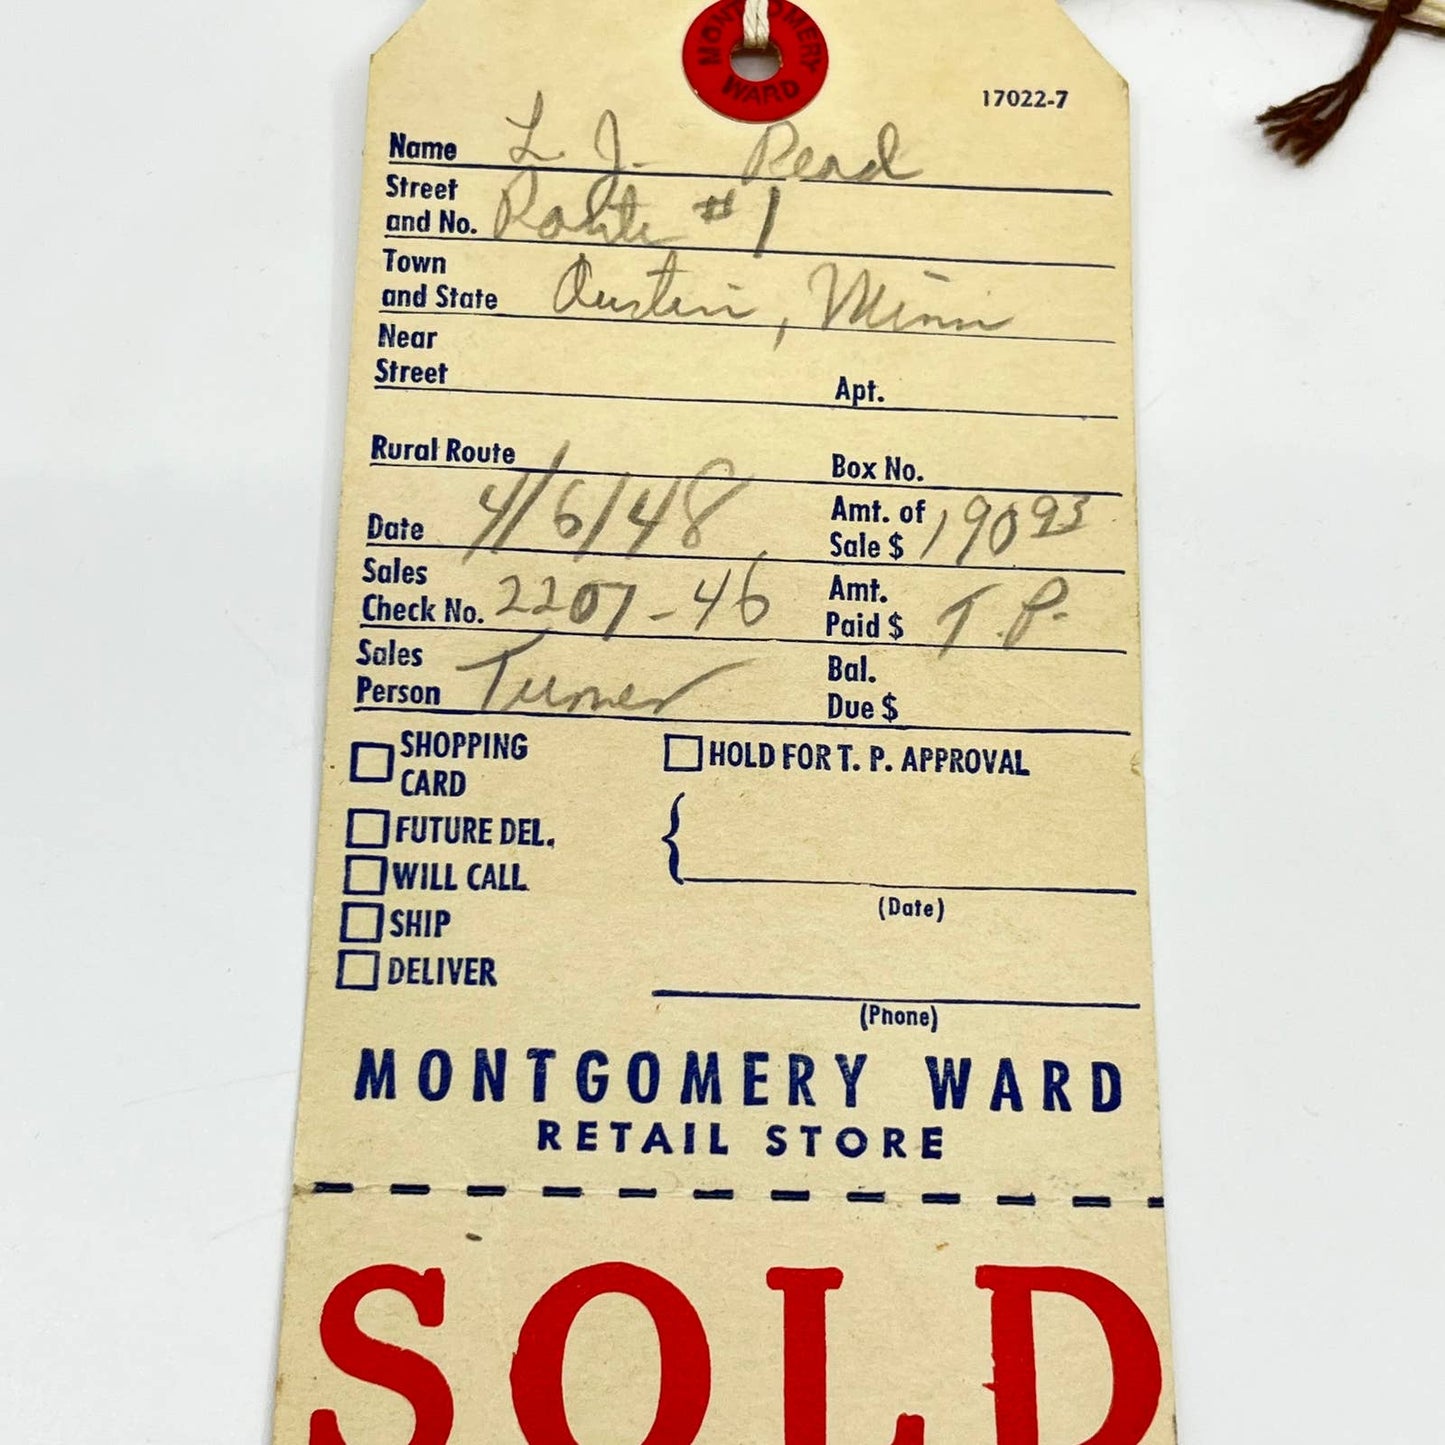 MONTGOMERY WARD
17022-7
Name L. J. Read
Street and No. Route #1
Town and State Austin, Minn
Near Street
Apt.
Rural Route
Box No.
Date 4/6/48
Amt. of Sale $ 190 93
Sales Check No. 2207-46
Amt. Paid $ T.P.
Sales Person Turner
Bal. Due $
SHOPPING CARD
HOLD FOR T. P. APPROVAL
FUTURE DEL.
WILL CALL
(Date)
SHIP
DELIVER
(Phone)
MONTGOMERY WARD
RETAIL STORE
SOLD